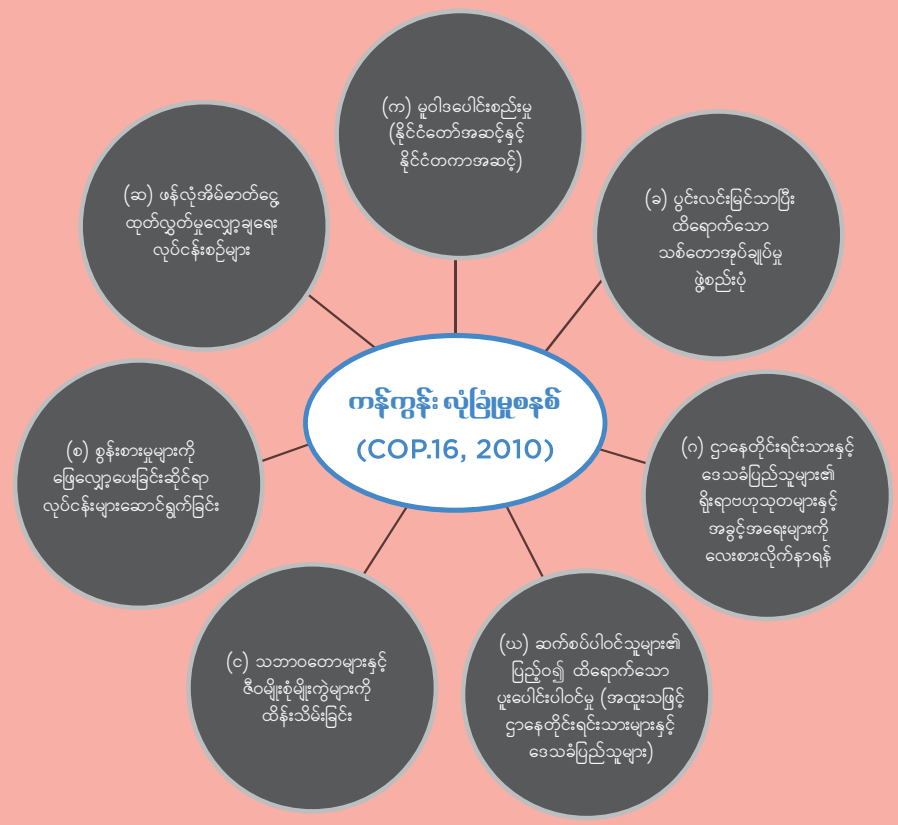 (က) မူဝါဒပေါင်းစည်းမှု
(နိုင်ငံတော်အဆင့်နှင့်
နိုင်ငံတကာအဆင့်)
(ခ) ပွင်းလင်းမြင်သာပြီး
ထိရောက်သော
သစ်တောအုပ်ချုပ်မှု
ဖွဲ့စည်းပုံ
(ဂ) ဌာနေတိုင်းရင်းသားနှင့်
ဒေသခံပြည်သူများ၏
ရိုးရာဗဟုသုတများနှင့်
အခွင့်အရေးများကို
လေးစားလိုက်နာရန်
(ဃ) ဆက်စပ်ပါဝင်သူများ၏
ပြည့်ဝ၍ ထိရောက်သော
ပူးပေါင်းပါဝင်မှု (အထူးသဖြင့်
ဌာနေတိုင်းရင်းသားများနှင့်
ဒေသခံပြည်သူများ)
(င) သဘာဝတောများနှင့်
ဇီဝမျိုးစုံမျိုးကွဲများကို
ထိန်းသိမ်းခြင်း
(စ) စွန်းစားမှုများကို
ဖြေလျှော့ပေးခြင်းဆိုင်ရာ
လုပ်ငန်းများဆောင်ရွက်ခြင်း
(ဆ) ဖန်လုံအိမ်ဓာတ်ငွေ့
ထုတ်လွှတ်မှုလျှော့ချရေး
လုပ်ငန်းစဉ်များ
ကန်ကွန်း လုံခြုံမှုစနစ်
(COP.16, 2010)